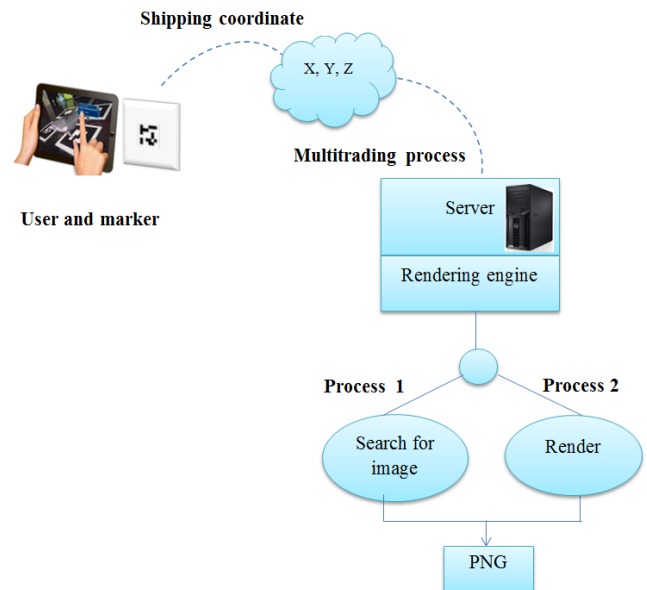 Shipping coordinate
X, Y, Z
Multitrading process
User and marker
Server
Rendering engine
Process 1
Process 2
Search for
image
Render
PNG